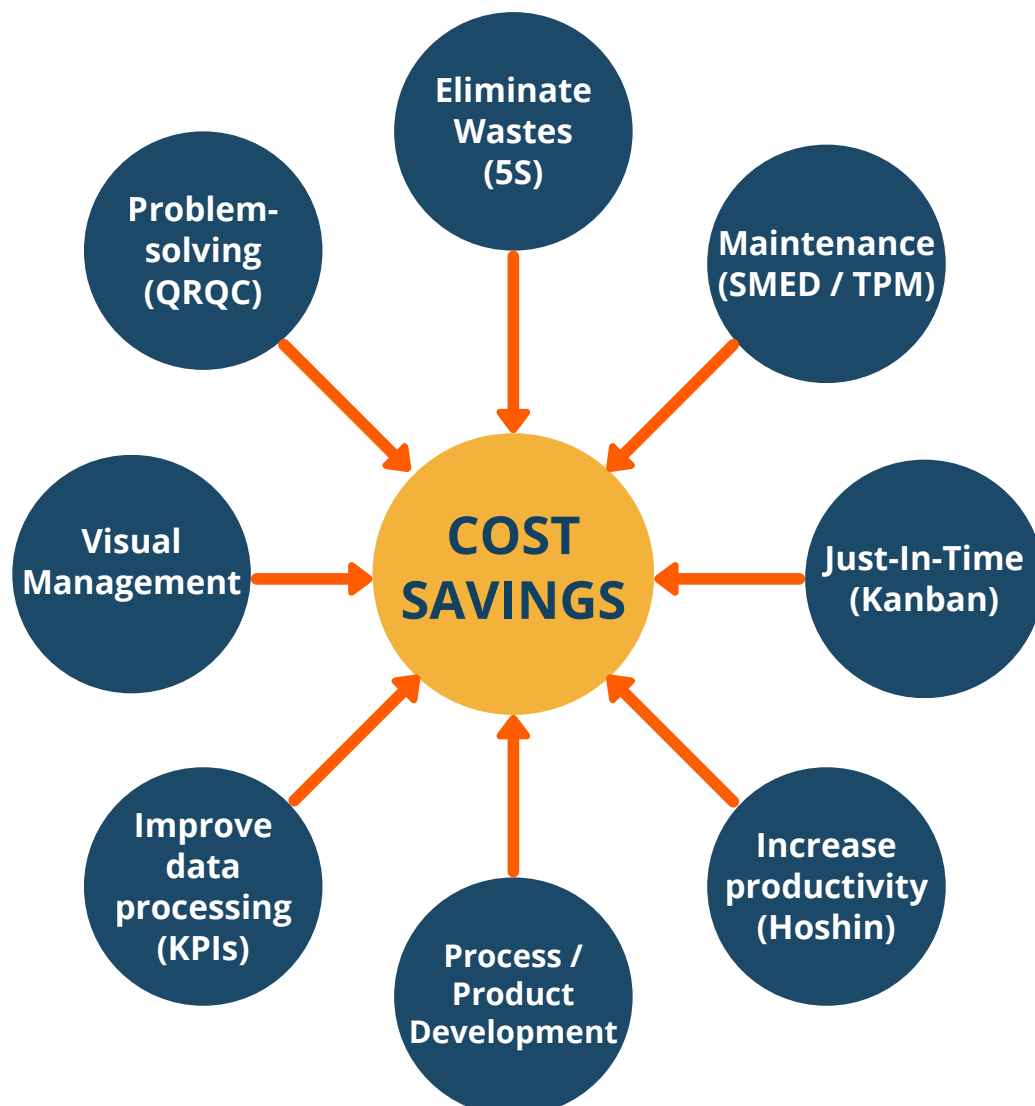 Eliminate
Wastes
(5S)
Problem-
solving
(QRQC)
Maintenance
(SMED / TPM)
Visual
Management
COST
SAVINGS
Just-In-Time
(Kanban)
Improve
data
processing
(KPIs)
Process /
Product
Development
Increase
productivity
(Hoshin)